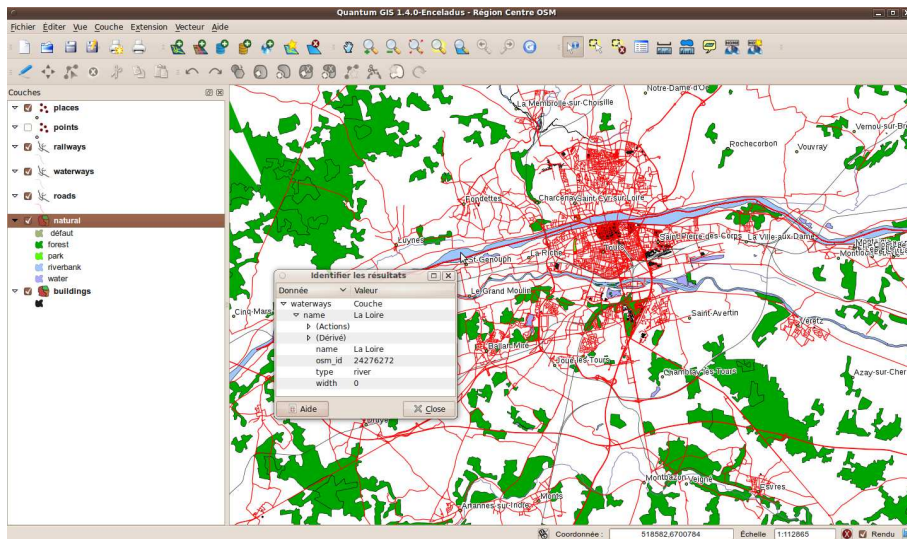 Quantum GIS 1.4.0-Enceladus - Région Centre OSM
Fichier Éditer Vue Couche Extension Vecteur Aide
Couches
places
points
railways
waterways
roads
natural
défaut
forest
park
riverbank
water
buildings
Notre-Dame-d'Oé
La Membrolle-sur-Choisille
Vernou-sur-Br
Rochecorbon
Vouvray
Fondettes
Charcenay
Saint-Cyr-sur-Loire
Luynes
Saint-Pierre-des-Corps
La Ville-aux-Dames
Tours
La Riche
St-Genouph
Le Grand Moulin
Cinq-Mars
Saint-Avertin
Véretz
Ballan-Miré
Joué-lès-Tours
Chambray-lès-Tours
Azay-sur-Cher
Montbazon
Veigné
Esvres
Monts
Artannes-sur-Indre
Identifier les résultats
Donnée Valeur
waterways Couche
name La Loire
(Actions)
(Dérivé)
name La Loire
osm_id 24276272
type river
width 0
Aide Close
Coordonnée : 518582,6700784 Échelle 1:112865 Rendu